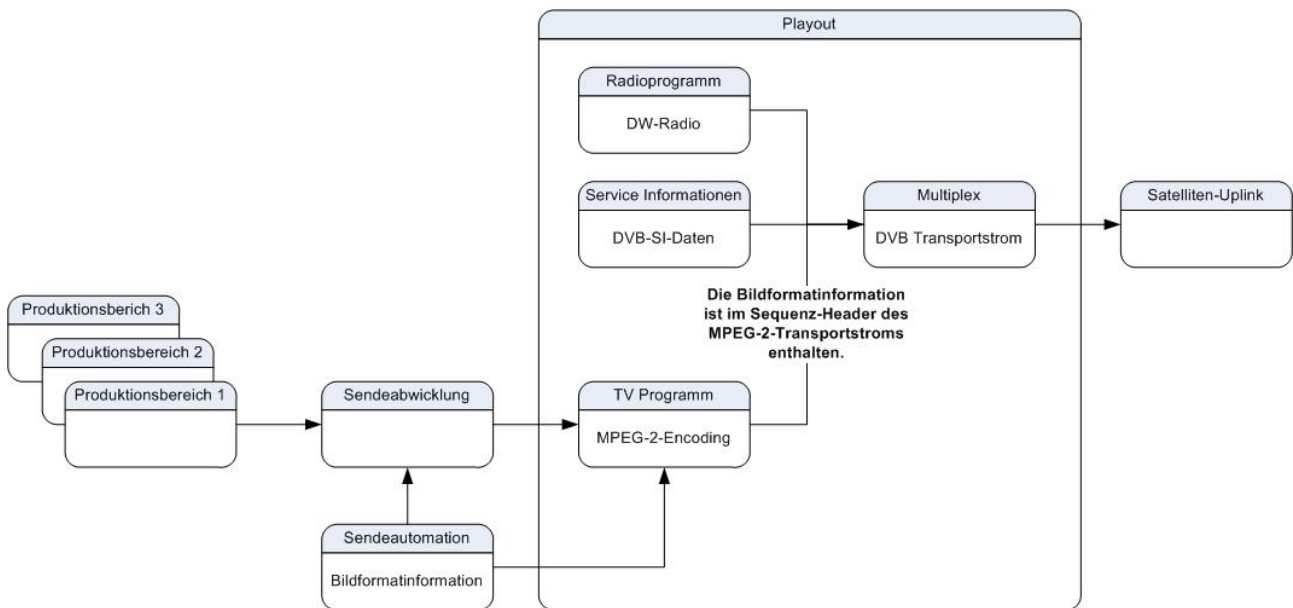 Playout
Radioprogramm
DW-Radio
Service Informationen
DVB-SI-Daten
Multiplex
DVB Transportstrom
Satelliten-Uplink
Die Bildformatinformation
ist im Sequenz-Header des
MPEG-2-Transportstroms
enthalten.
Produktionsberich 3
Produktionsbereich 2
Produktionsbereich 1
Sendeabwicklung
TV Programm
MPEG-2-Encoding
Sendeautomation
Bildformatinformation